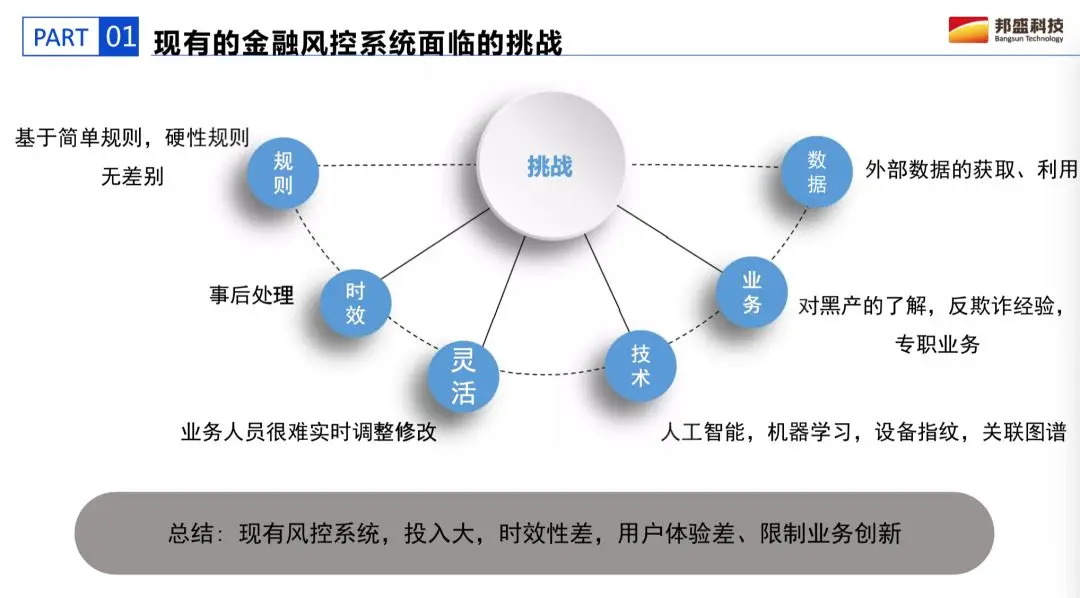 PART 01 现有的金融风控系统面临的挑战
邦盛科技
Bangsun Technology
挑战
规则
基于简单规则，硬性规则
无差别
时效
事后处理
灵活
业务人员很难实时调整修改
技术
人工智能，机器学习，设备指纹，关联图谱
业务
对黑产的了解，反欺诈经验，
专职业务
数据
外部数据的获取、利用
总结：现有风控系统，投入大，时效性差，用户体验差、限制业务创新